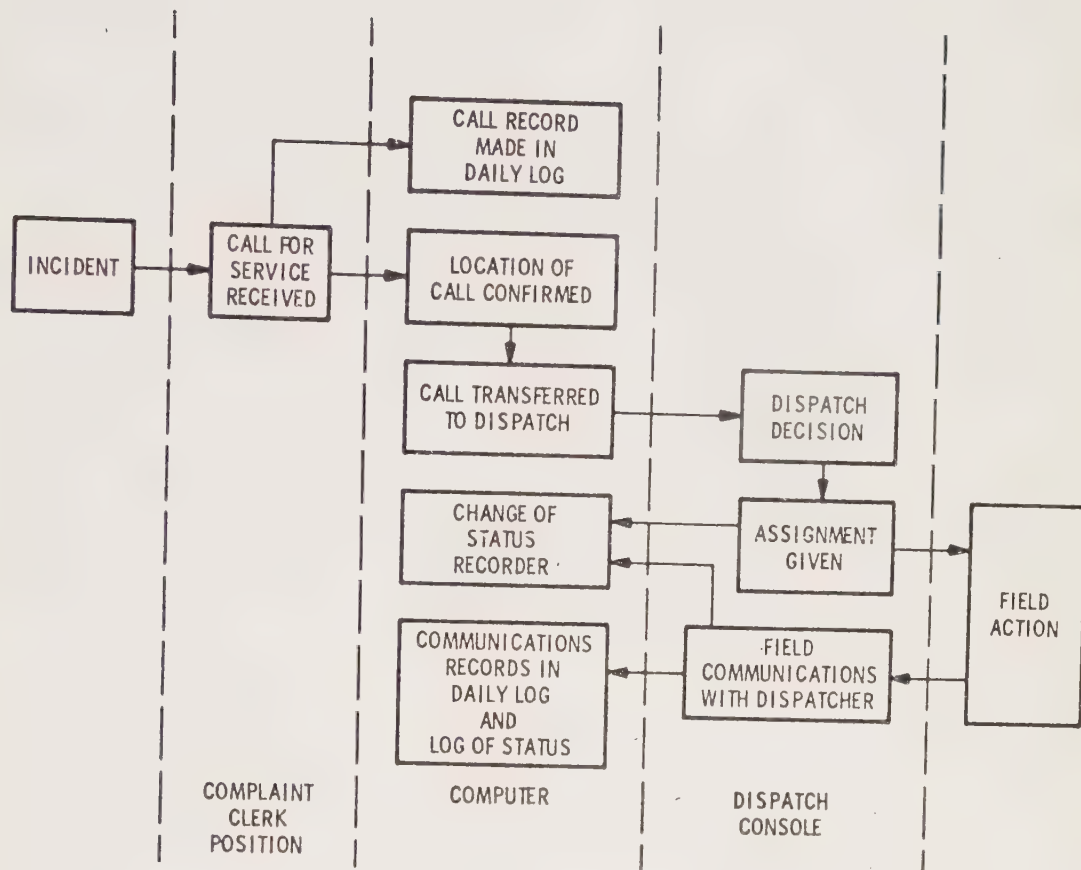 CALL RECORD
MADE IN
DAILY LOG
INCIDENT
CALL FOR
SERVICE
RECEIVED
LOCATION OF
CALL CONFIRMED
CALL TRANSFERRED
TO DISPATCH
DISPATCH
DECISION
CHANGE OF
STATUS
RECORDER
ASSIGNMENT
GIVEN
FIELD
ACTION
COMMUNICATIONS
RECORDS IN
DAILY LOG
AND
LOG OF STATUS
FIELD
COMMUNICATIONS
WITH DISPATCHER
COMPLAINT
CLERK
POSITION
COMPUTER
DISPATCH
CONSOLE